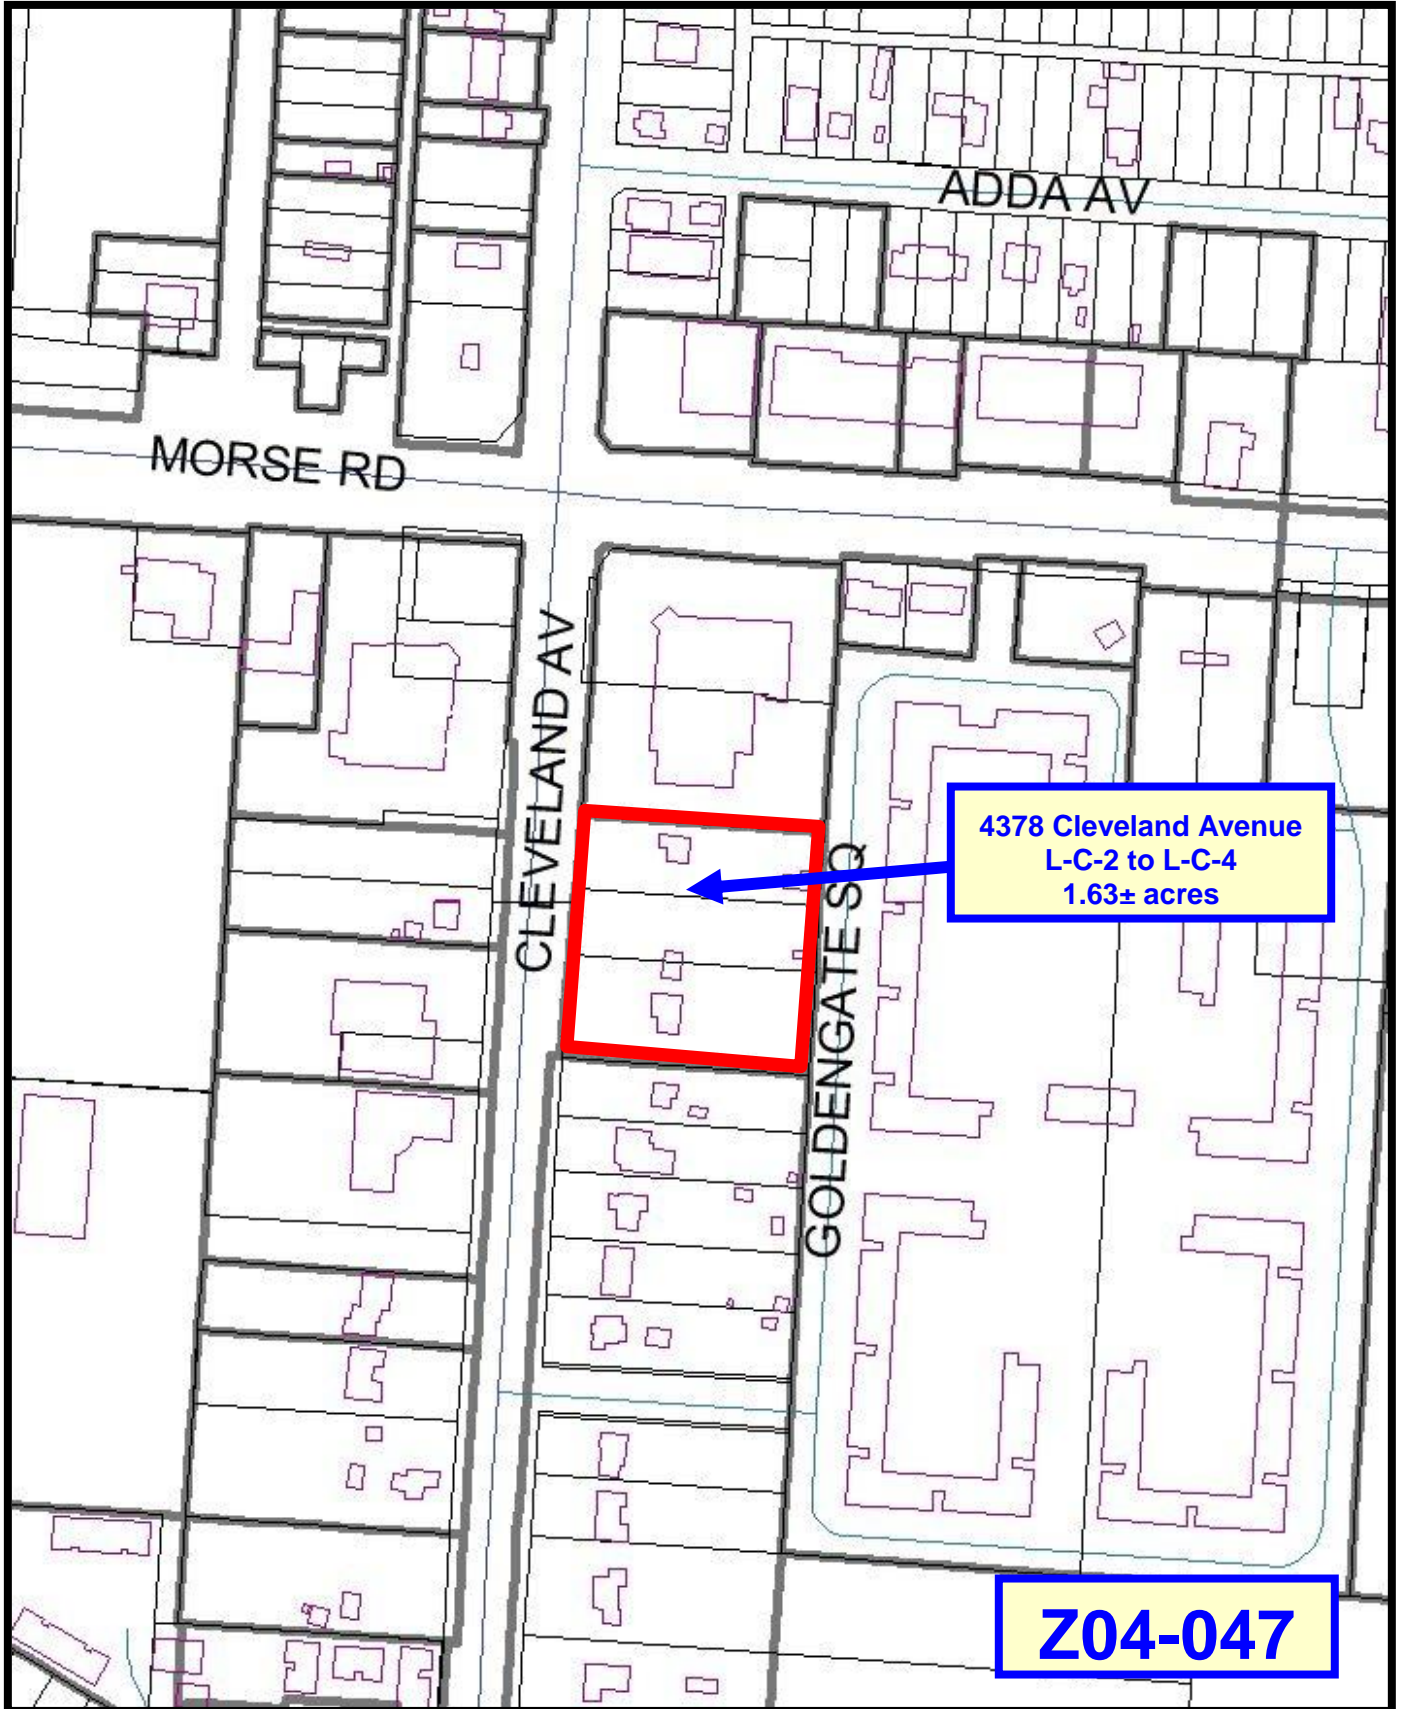 ADDA AV
MORSE RD
CLEVELAND AV
4378 Cleveland Avenue
L-C-2 to L-C-4
1.63± acres
GOLDENGATE SQ
Z04-047